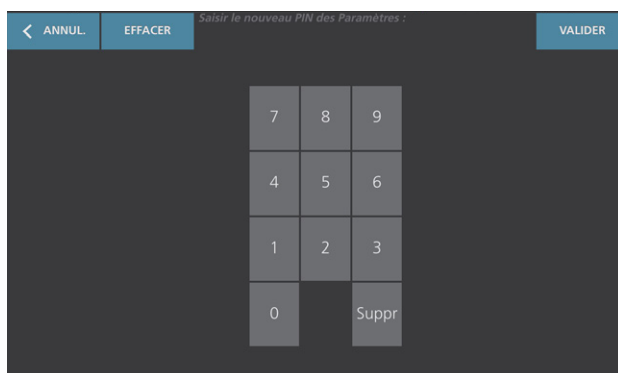 Saisir le nouveau PIN des Paramètres :
ANNUL. EFFACER VALIDER
7 8 9
4 5 6
1 2 3
0 Suppr